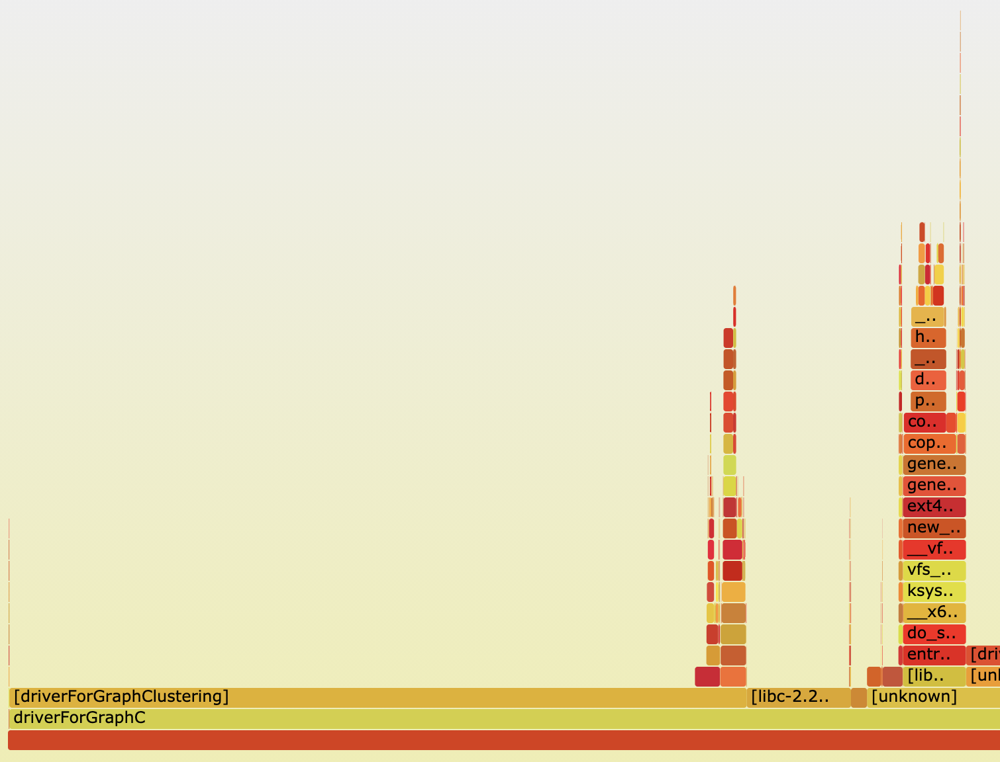 _..
h..
_..
d..
p..
co..
cop..
gene..
gene..
ext4..
new_..
__vf..
vfs_..
ksys..
__x6..
do_s..
entr.. [dri
[lib.. [unl
[driverForGraphClustering] [libc-2.2.. [unknown]
driverForGraphC